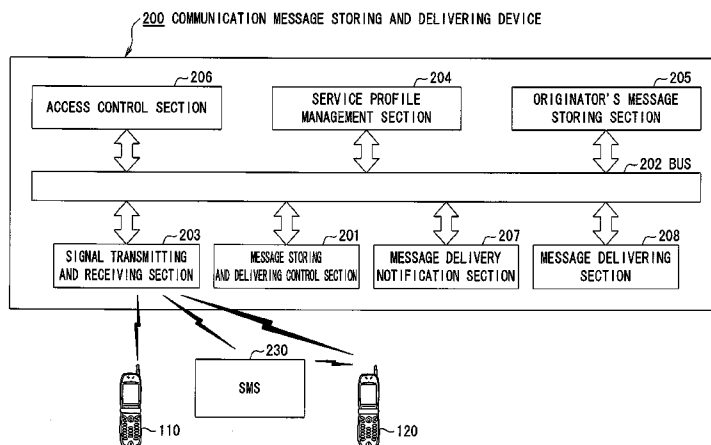 200 COMMUNICATION MESSAGE STORING AND DELIVERING DEVICE
206
ACCESS CONTROL SECTION
204
SERVICE PROFILE
MANAGEMENT SECTION
205
ORIGINATOR'S MESSAGE
STORING SECTION
202 BUS
203
SIGNAL TRANSMITTING
AND RECEIVING SECTION
201
MESSAGE STORING
AND DELIVERING CONTROL SECTION
207
MESSAGE DELIVERY
NOTIFICATION SECTION
208
MESSAGE DELIVERING
SECTION
230
SMS
110
120